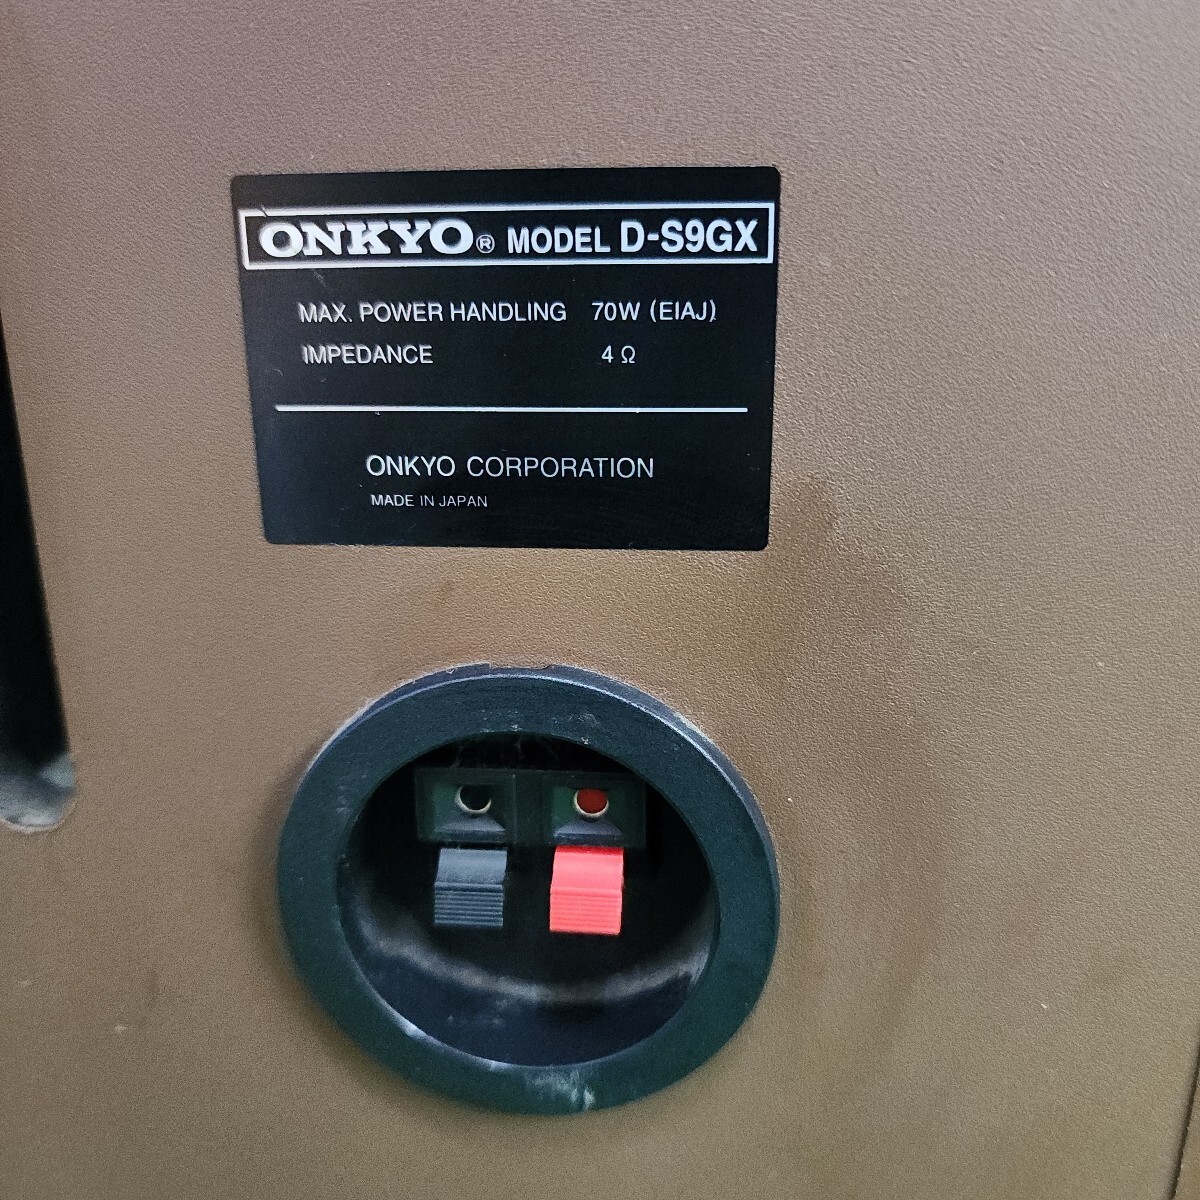 ONKYO® MODEL D-S9GX
MAX. POWER HANDLING 70W (EIAJ)
IMPEDANCE 4 Ω
ONKYO CORPORATION
MADE IN JAPAN